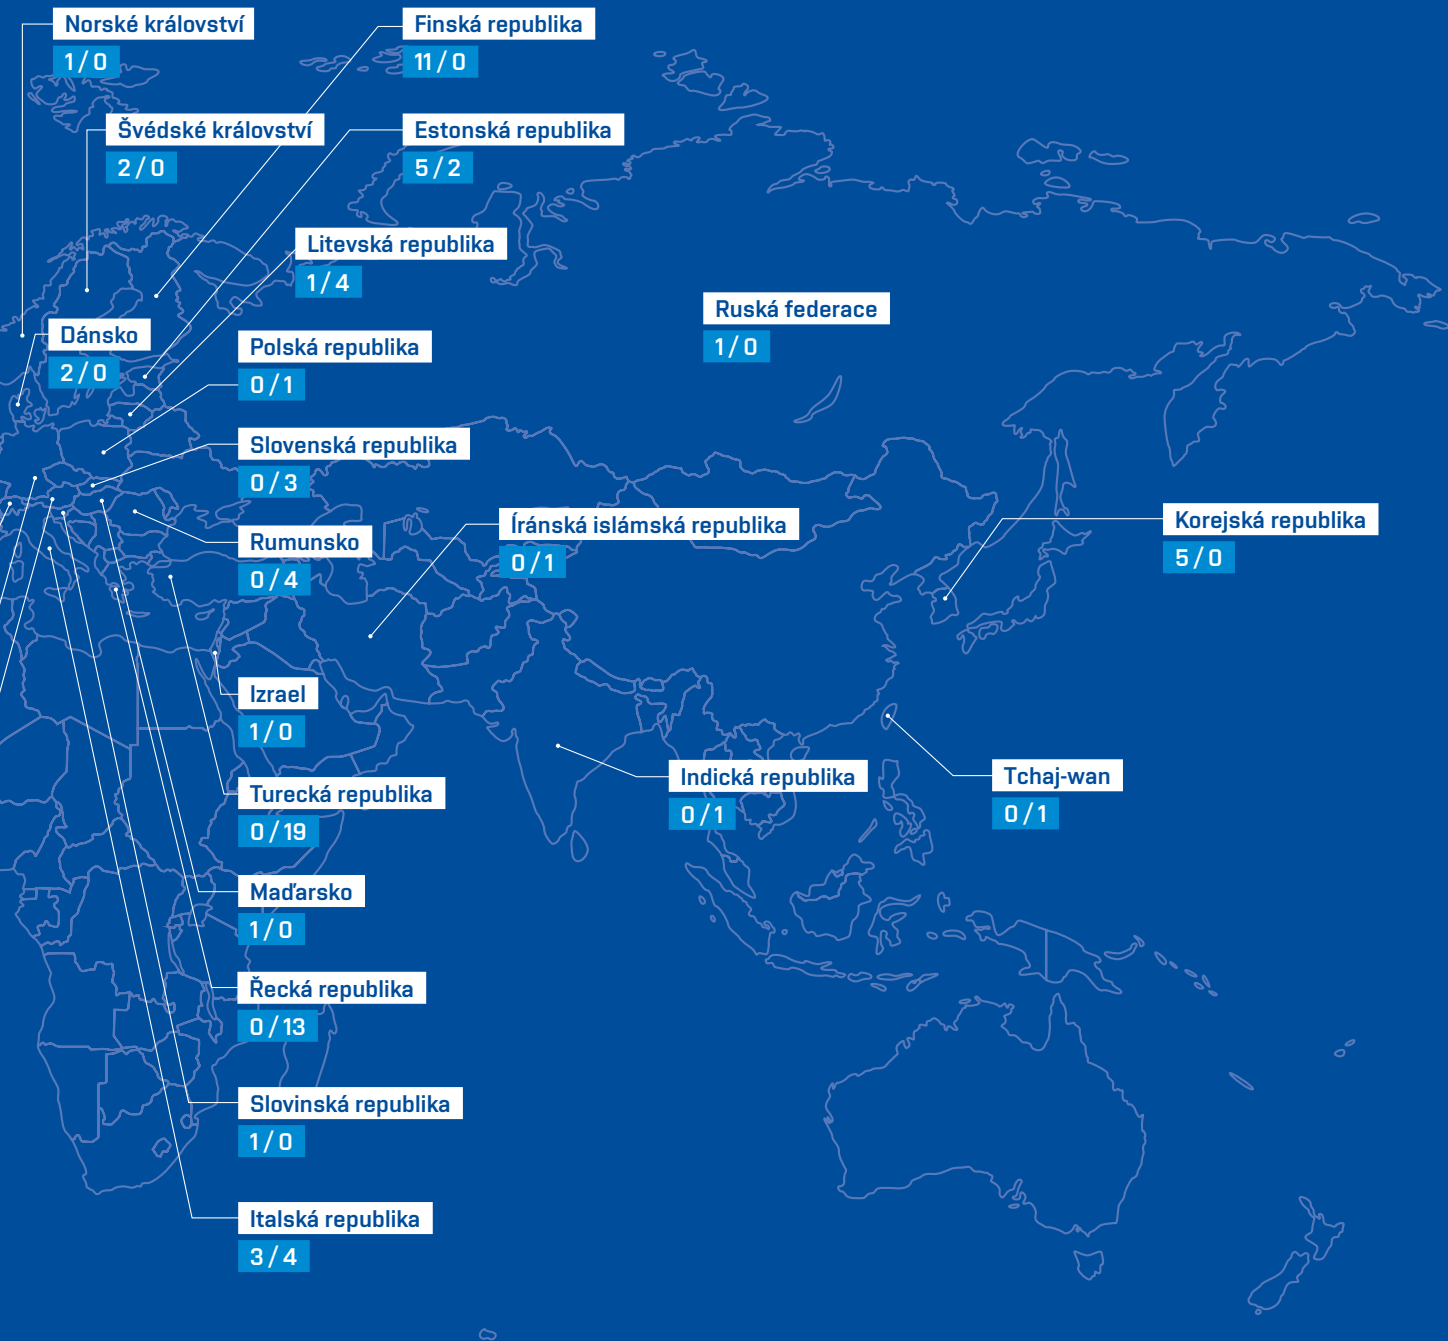 Norské království
1 / 0
Finská republika
11 / 0
Švédské království
2 / 0
Estonská republika
5 / 2
Litevská republika
1 / 4
Ruská federace
1 / 0
Dánsko
2 / 0
Polská republika
0 / 1
Slovenská republika
0 / 3
Íránská islámská republika
0 / 1
Korejská republika
5 / 0
Rumunsko
0 / 4
Izrael
1 / 0
Indická republika
0 / 1
Tchaj-wan
0 / 1
Turecká republika
0 / 19
Maďarsko
1 / 0
Řecká republika
0 / 13
Slovinská republika
1 / 0
Italská republika
3 / 4